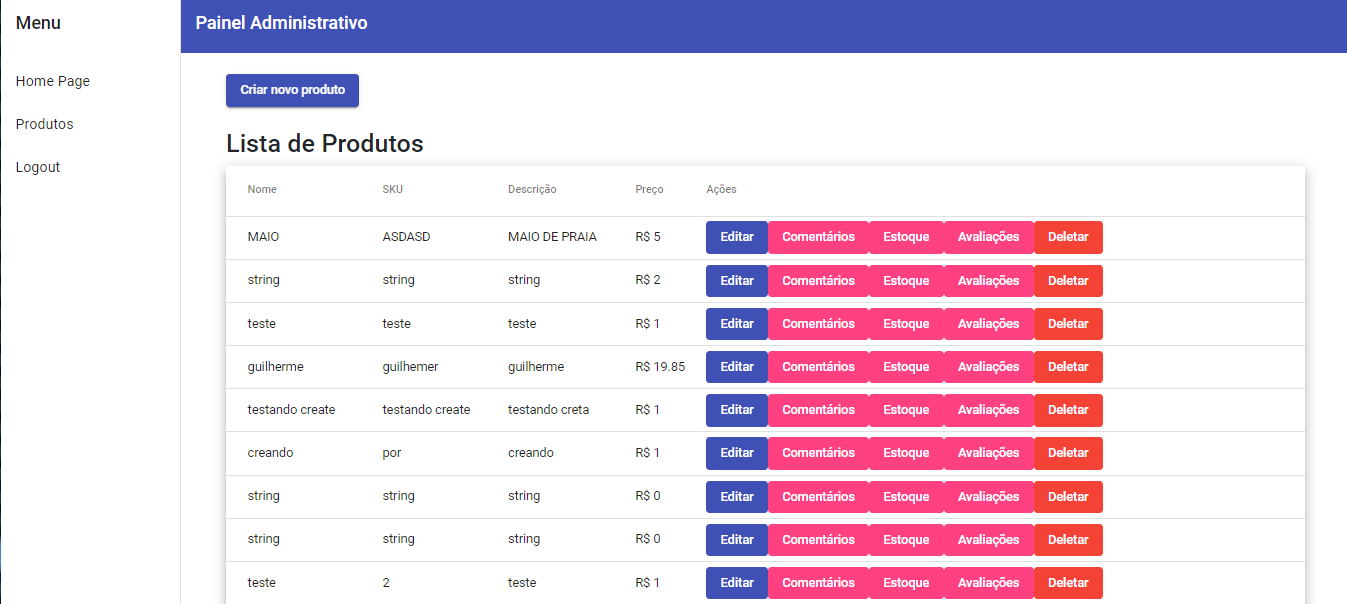 Menu
Painel Administrativo
Home Page
Produtos
Logout
Criar novo produto
Lista de Produtos
Nome SKU Descrição Preço Ações
MAIO ASDASD MAIO DE PRAIA R$ 5 Editar Comentários Estoque Avaliações Deletar
string string string R$ 2 Editar Comentários Estoque Avaliações Deletar
teste teste teste R$ 1 Editar Comentários Estoque Avaliações Deletar
guilherme guilhemer guilherme R$ 19.85 Editar Comentários Estoque Avaliações Deletar
testando create testando create testando creta R$ 1 Editar Comentários Estoque Avaliações Deletar
creando por creando R$ 1 Editar Comentários Estoque Avaliações Deletar
string string string R$ 0 Editar Comentários Estoque Avaliações Deletar
string string string R$ 0 Editar Comentários Estoque Avaliações Deletar
teste 2 teste R$ 1 Editar Comentários Estoque Avaliações Deletar